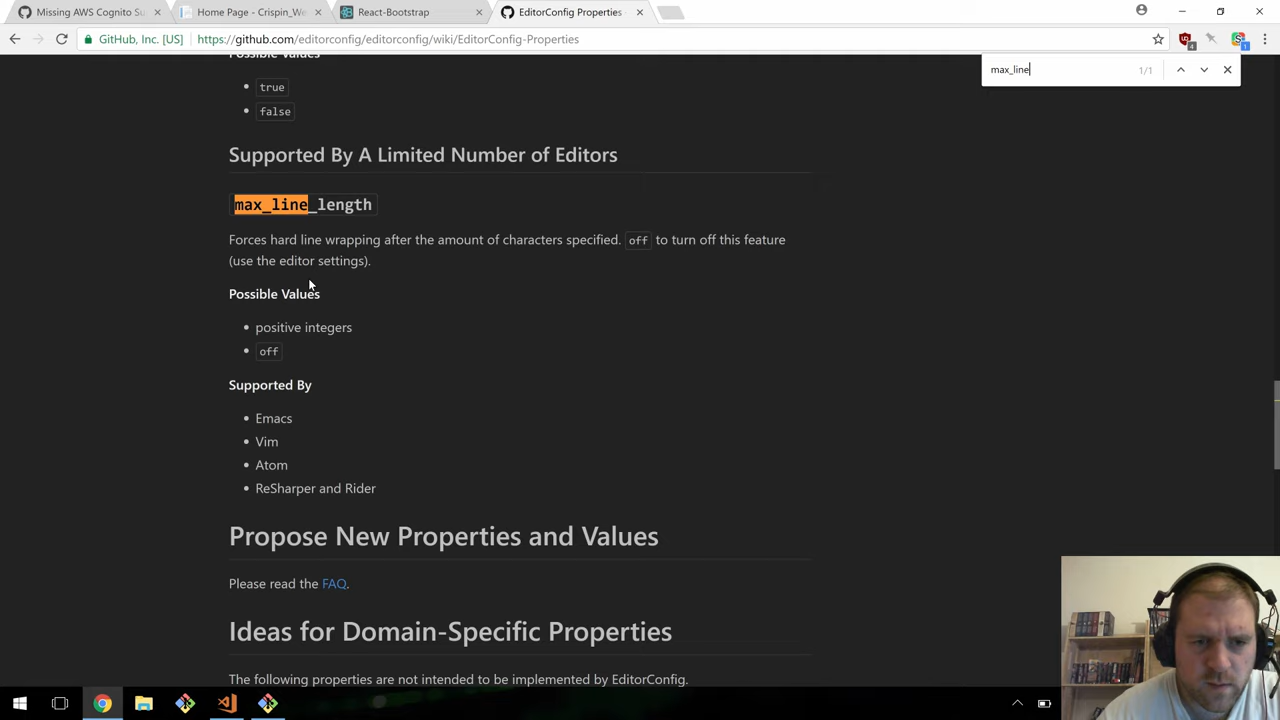 Missing AWS Cognito Su
Home Page - Crispin_We
React-Bootstrap
EditorConfig Properties
GitHub, Inc. [US]
https://github.com/editorconfig/editorconfig/wiki/EditorConfig-Properties
4
1
max_line
1/1
Possible Values
true
false
Supported By A Limited Number of Editors
max_line_length
Forces hard line wrapping after the amount of characters specified. off to turn off this feature
(use the editor settings).
Possible Values
positive integers
off
Supported By
Emacs
Vim
Atom
ReSharper and Rider
Propose New Properties and Values
Please read the FAQ.
Ideas for Domain-Specific Properties
The following properties are not intended to be implemented by EditorConfig.